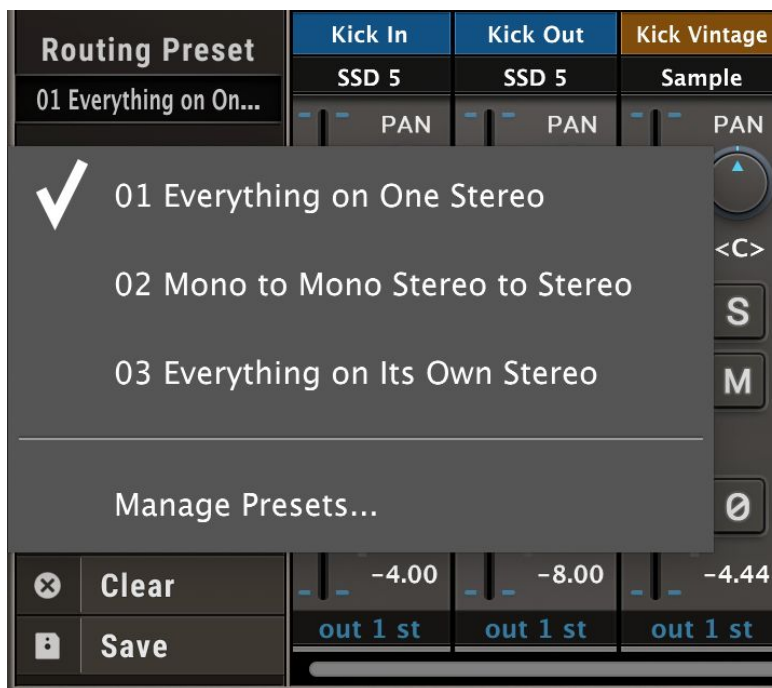 Routing Preset
01 Everything on On...
Kick In
Kick Out
Kick Vintage
SSD 5
SSD 5
Sample
PAN
PAN
PAN
01 Everything on One Stereo
<C>
02 Mono to Mono Stereo to Stereo
S
03 Everything on Its Own Stereo
M
Manage Presets...
Ø
Clear
-4.00
-8.00
-4.44
Save
out 1 st
out 1 st
out 1 st